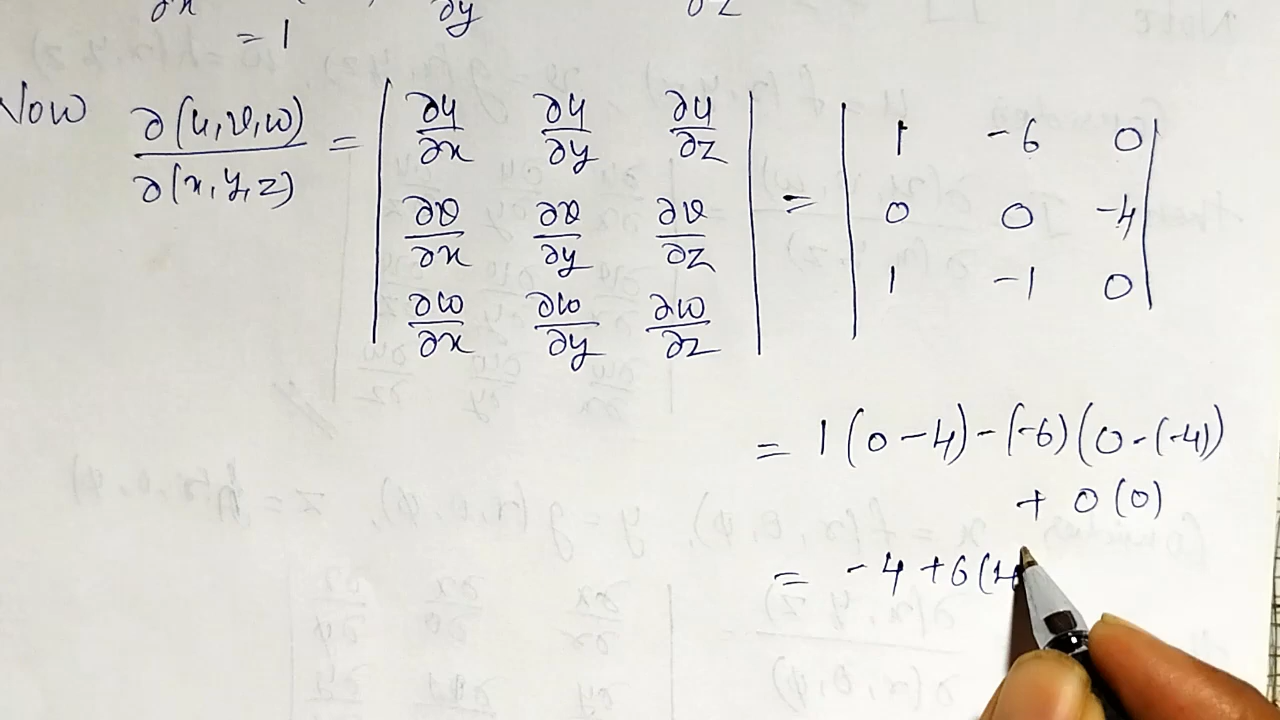 ∂x ∂y ∂z
= 1
Now ∂(u,v,w)/∂(x,y,z) = | ∂u/∂x ∂u/∂y ∂u/∂z | = | 1 -6 0 |
| ∂v/∂x ∂v/∂y ∂v/∂z | | 0 0 -4 |
| ∂w/∂x ∂w/∂y ∂w/∂z | | 1 -1 0 |
= 1(0-4)-(-6)(0-(-4))
+ 0(0)
= -4+6(4